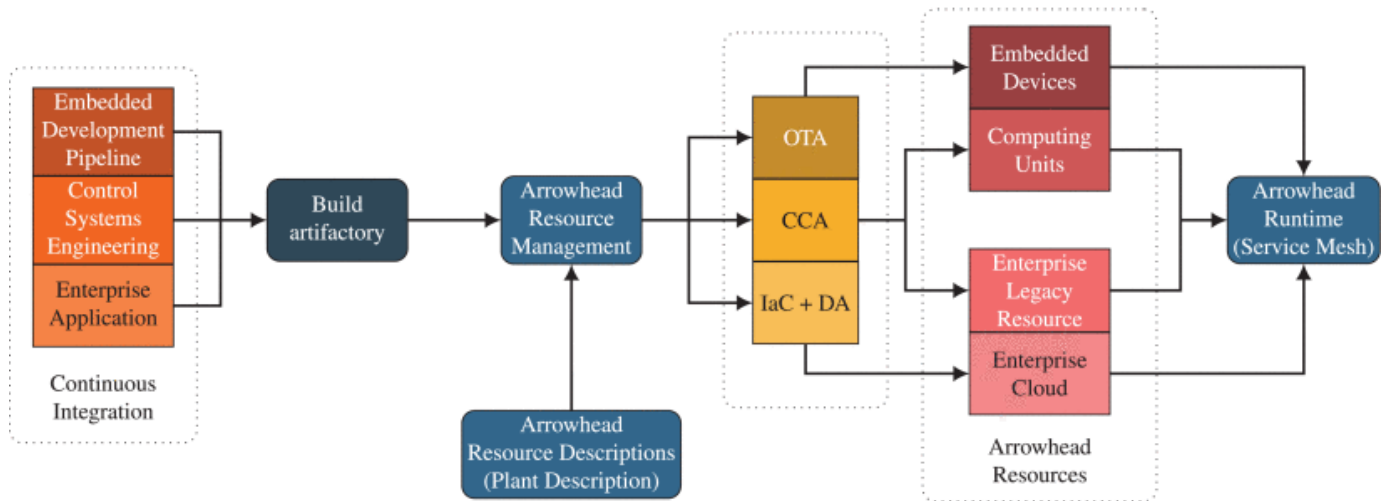 Embedded
Development
Pipeline
Control
Systems
Engineering
Enterprise
Application
Continuous
Integration
Build
artifactory
Arrowhead
Resource
Management
Arrowhead
Resource Descriptions
(Plant Description)
OTA
CCA
IaC + DA
Embedded
Devices
Computing
Units
Enterprise
Legacy
Resource
Enterprise
Cloud
Arrowhead
Resources
Arrowhead
Runtime
(Service Mesh)